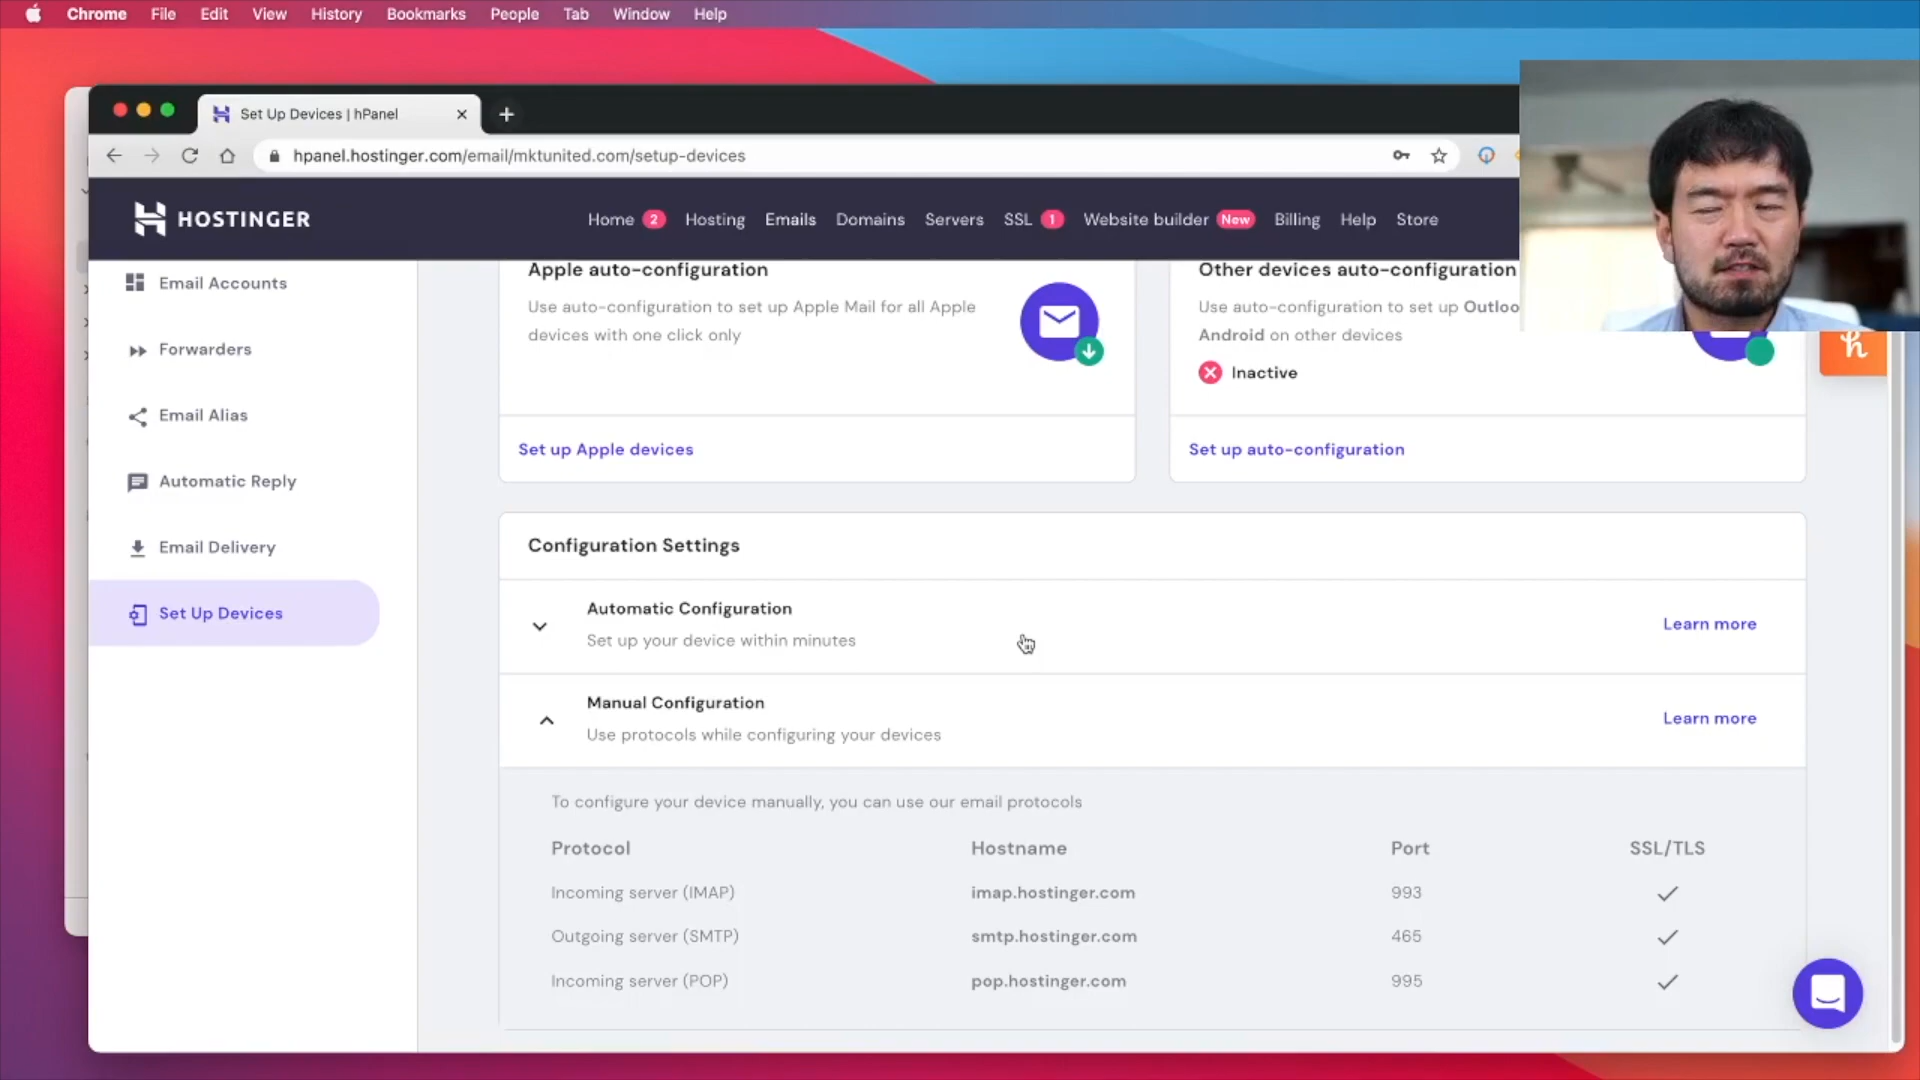 Chrome File Edit View History Bookmarks People Tab Window Help
Set Up Devices | hPanel
hpanel.hostinger.com/email/mktunited.com/setup-devices
HOSTINGER
Home 2 Hosting Emails Domains Servers SSL 1 Website builder New Billing Help Store
Email Accounts
Forwarders
Email Alias
Automatic Reply
Email Delivery
Set Up Devices
Apple auto-configuration
Use auto-configuration to set up Apple Mail for all Apple
devices with one click only
Set up Apple devices
Other devices auto-configuration
Use auto-configuration to set up Outloo
Android on other devices
Inactive
Set up auto-configuration
Configuration Settings
Automatic Configuration
Set up your device within minutes
Learn more
Manual Configuration
Use protocols while configuring your devices
Learn more
To configure your device manually, you can use our email protocols
Protocol Hostname Port SSL/TLS
Incoming server (IMAP) imap.hostinger.com 993
Outgoing server (SMTP) smtp.hostinger.com 465
Incoming server (POP) pop.hostinger.com 995